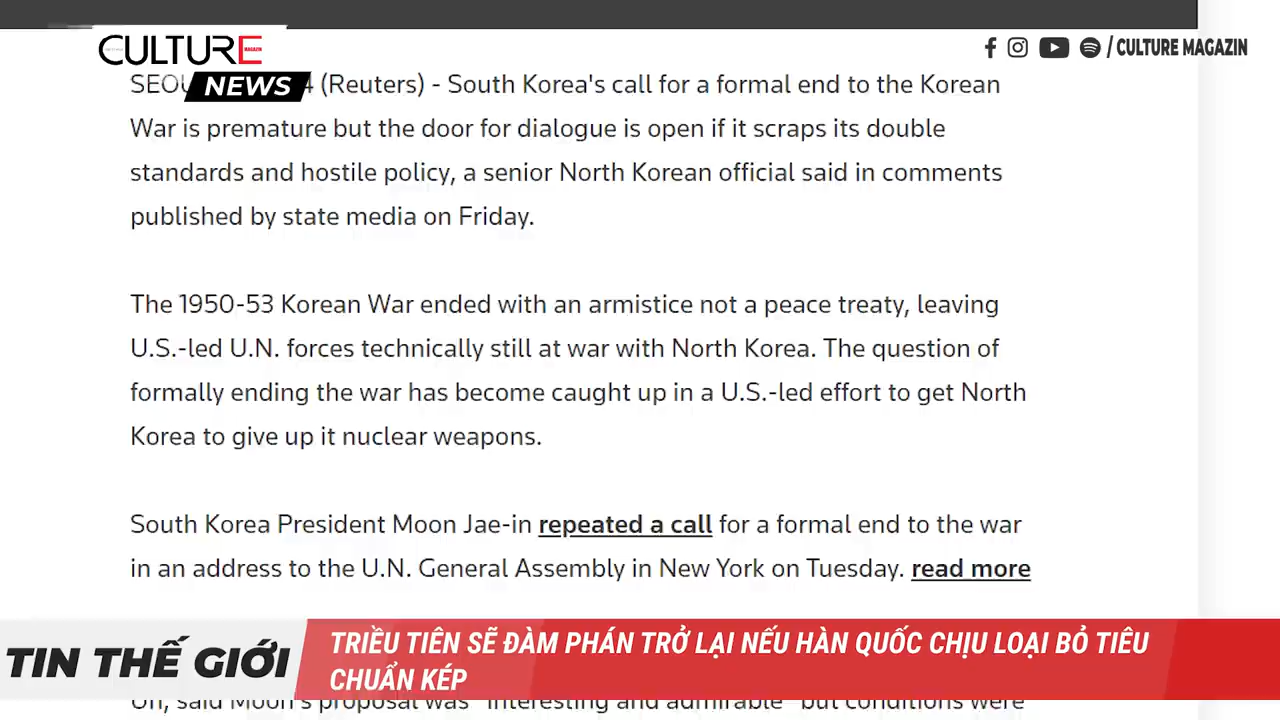 CULTURE MAGAZIN
NEWS
/ CULTURE MAGAZIN
(Reuters) - South Korea's call for a formal end to the Korean
War is premature but the door for dialogue is open if it scraps its double
standards and hostile policy, a senior North Korean official said in comments
published by state media on Friday.
The 1950-53 Korean War ended with an armistice not a peace treaty, leaving
U.S.-led U.N. forces technically still at war with North Korea. The question of
formally ending the war has become caught up in a U.S.-led effort to get North
Korea to give up it nuclear weapons.
South Korea President Moon Jae-in repeated a call for a formal end to the war
in an address to the U.N. General Assembly in New York on Tuesday. read more
TIN THẾ GIỚI
TRIỀU TIÊN SẼ ĐÀM PHÁN TRỞ LẠI NẾU HÀN QUỐC CHỊU LOẠI BỎ TIÊU
CHUẨN KÉP
Un, said Moon's proposal was "interesting and admirable" but conditions were